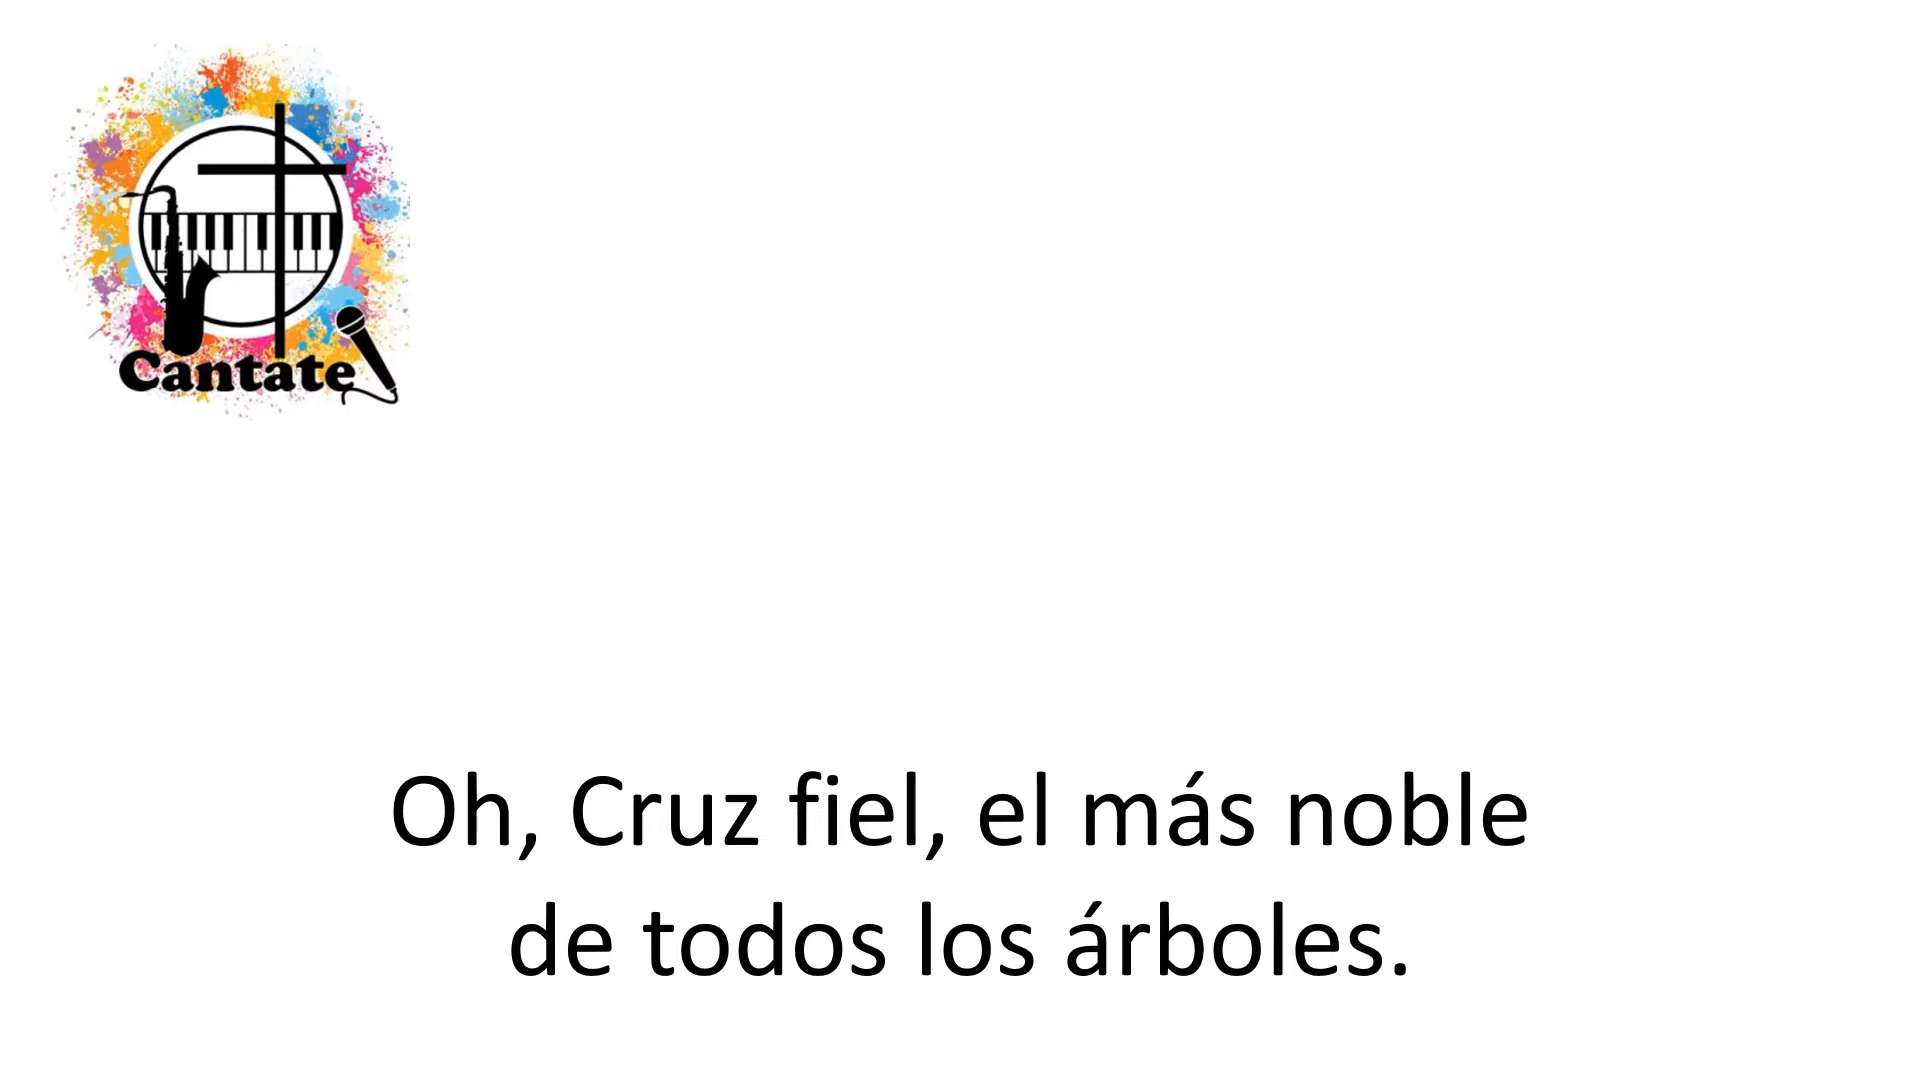 Cantate
Oh, Cruz fiel, el más noble
de todos los árboles.